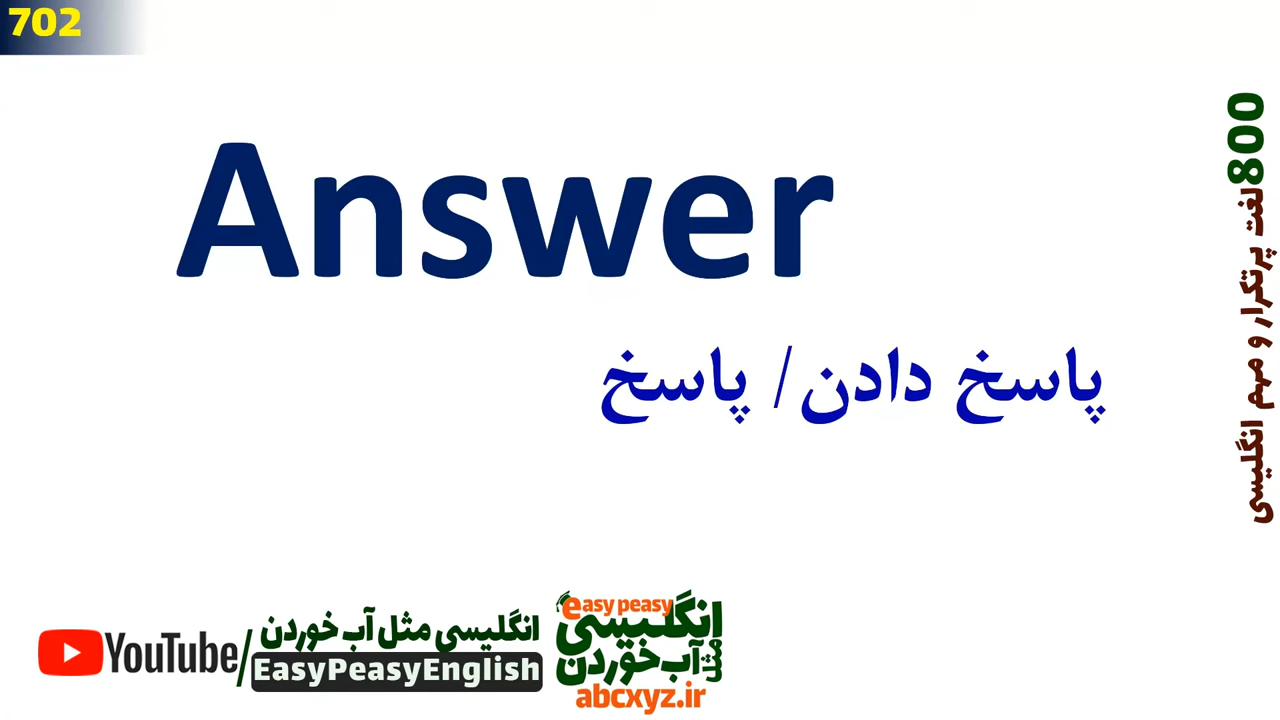 702
Answer
پاسخ دادن/ پاسخ
800 لغت پرتکرار و مهم انگلیسی
YouTube/
انگلیسی مثل آب خوردن
EasyPeasyEnglish
easy peasy
انگلیسی
مثل
آب خوردن
abcxyz.ir